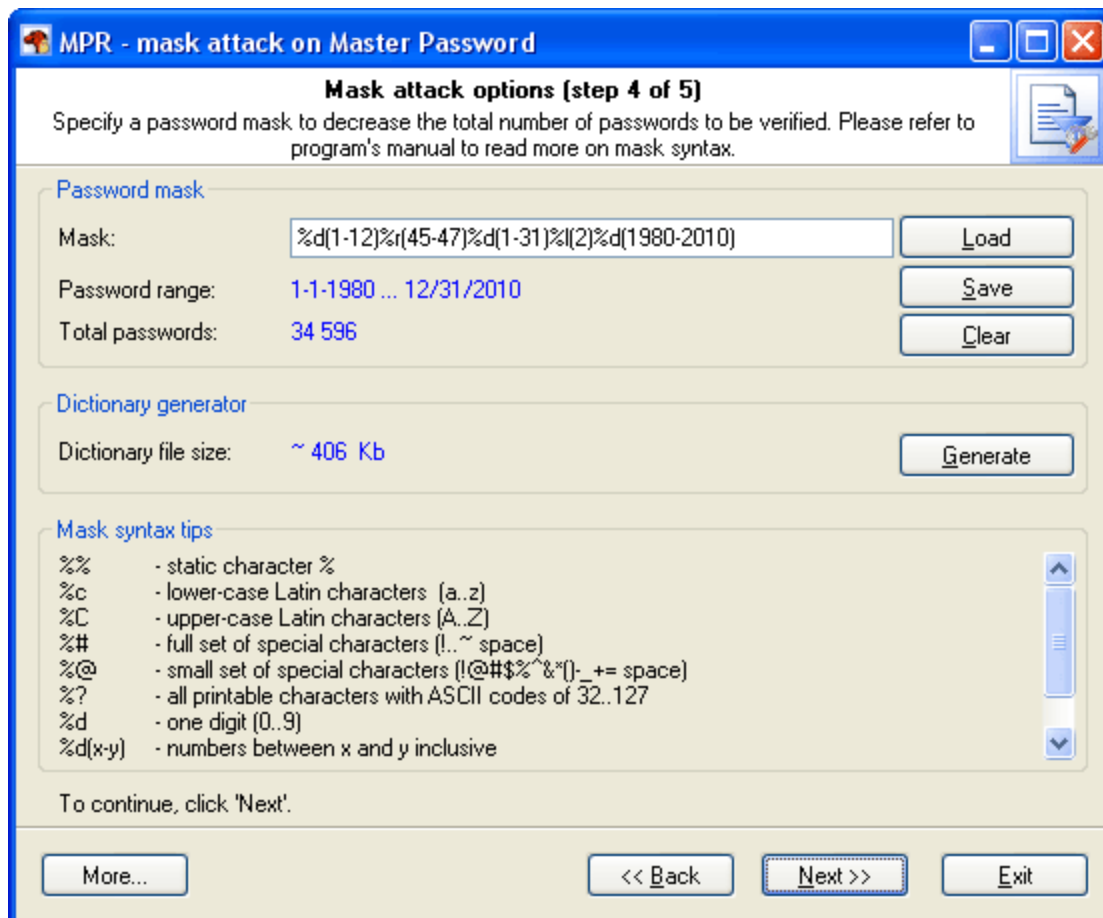 MPR - mask attack on Master Password
Mask attack options (step 4 of 5)
Specify a password mask to decrease the total number of passwords to be verified. Please refer to
program's manual to read more on mask syntax.
Password mask
Mask: %d(1-12)%r(45-47)%d(1-31)%l(2)%d(1980-2010) Load
Password range: 1-1-1980 ... 12/31/2010 Save
Total passwords: 34 596 Clear
Dictionary generator
Dictionary file size: ~ 406 Kb Generate
Mask syntax tips
%% - static character %
%c - lower-case Latin characters (a..z)
%C - upper-case Latin characters (A..Z)
%# - full set of special characters (!..~ space)
%@ - small set of special characters (!@#$%^&*()-_+= space)
%? - all printable characters with ASCII codes of 32..127
%d - one digit (0..9)
%d(x-y) - numbers between x and y inclusive
To continue, click 'Next'.
More... << Back Next >> Exit